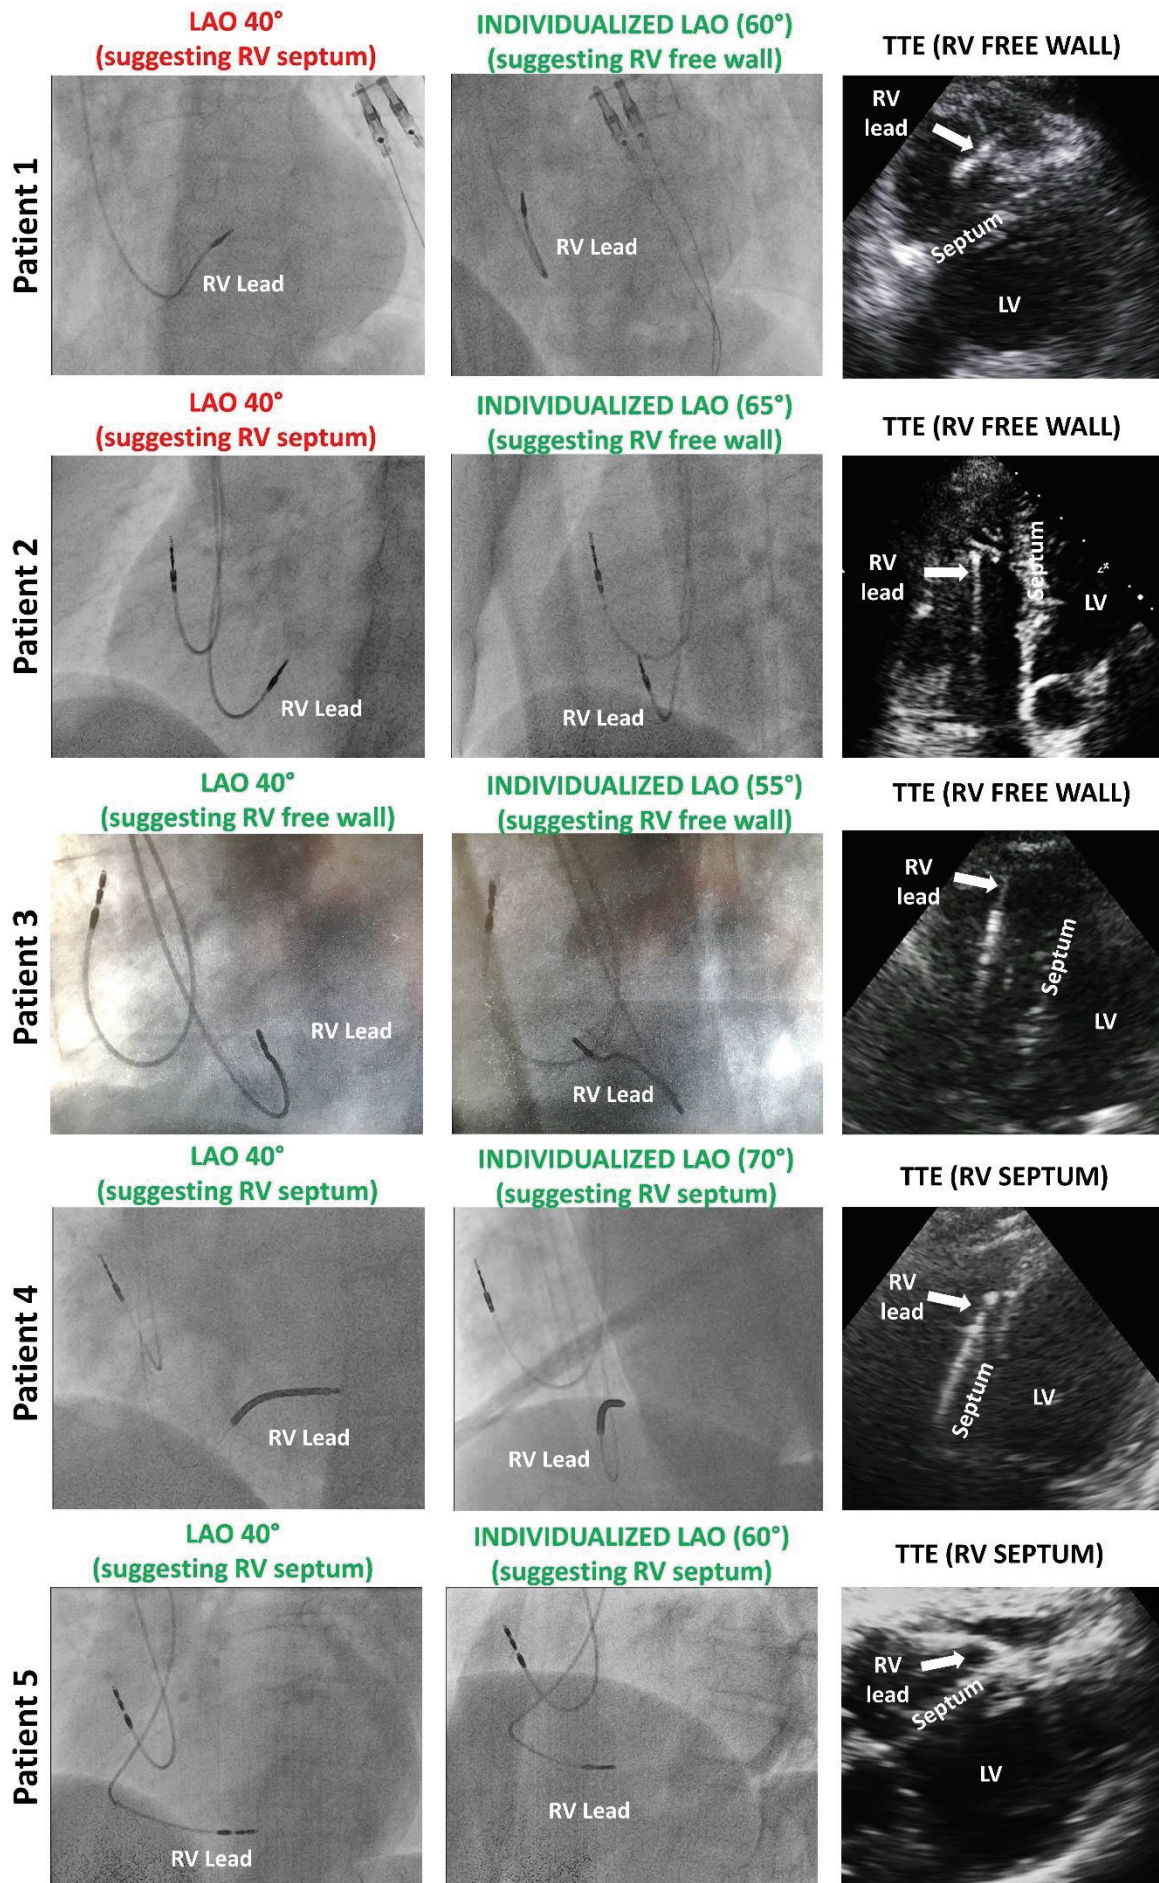 LAO 40°
(suggesting RV septum)
INDIVIDUALIZED LAO (60°)
(suggesting RV free wall)
TTE (RV FREE WALL)
Patient 1
RV Lead
RV Lead
RV
lead
Septum
LV
LAO 40°
(suggesting RV septum)
INDIVIDUALIZED LAO (65°)
(suggesting RV free wall)
TTE (RV FREE WALL)
Patient 2
RV Lead
RV Lead
RV
lead
Septum
LV
LAO 40°
(suggesting RV free wall)
INDIVIDUALIZED LAO (55°)
(suggesting RV free wall)
TTE (RV FREE WALL)
Patient 3
RV Lead
RV Lead
RV
lead
Septum
LV
LAO 40°
(suggesting RV septum)
INDIVIDUALIZED LAO (70°)
(suggesting RV septum)
TTE (RV SEPTUM)
Patient 4
RV Lead
RV Lead
RV
lead
Septum
LV
LAO 40°
(suggesting RV septum)
INDIVIDUALIZED LAO (60°)
(suggesting RV septum)
TTE (RV SEPTUM)
Patient 5
RV Lead
RV Lead
RV
lead
Septum
LV